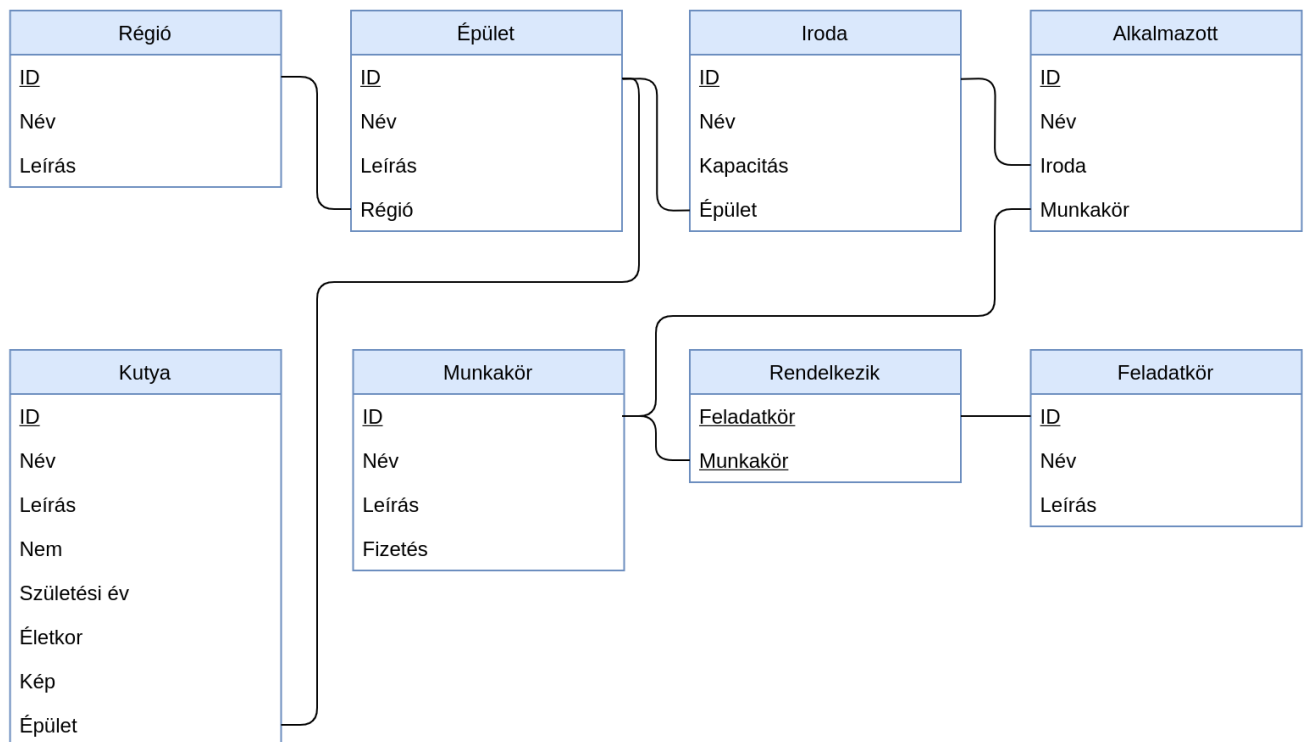 Régió
ID
Név
Leírás
Épület
ID
Név
Leírás
Régió
Iroda
ID
Név
Kapacitás
Épület
Alkalmazott
ID
Név
Iroda
Munkakör
Kutya
ID
Név
Leírás
Nem
Születési év
Életkor
Kép
Épület
Munkakör
ID
Név
Leírás
Fizetés
Rendelkezik
Feladatkör
Munkakör
Feladatkör
ID
Név
Leírás